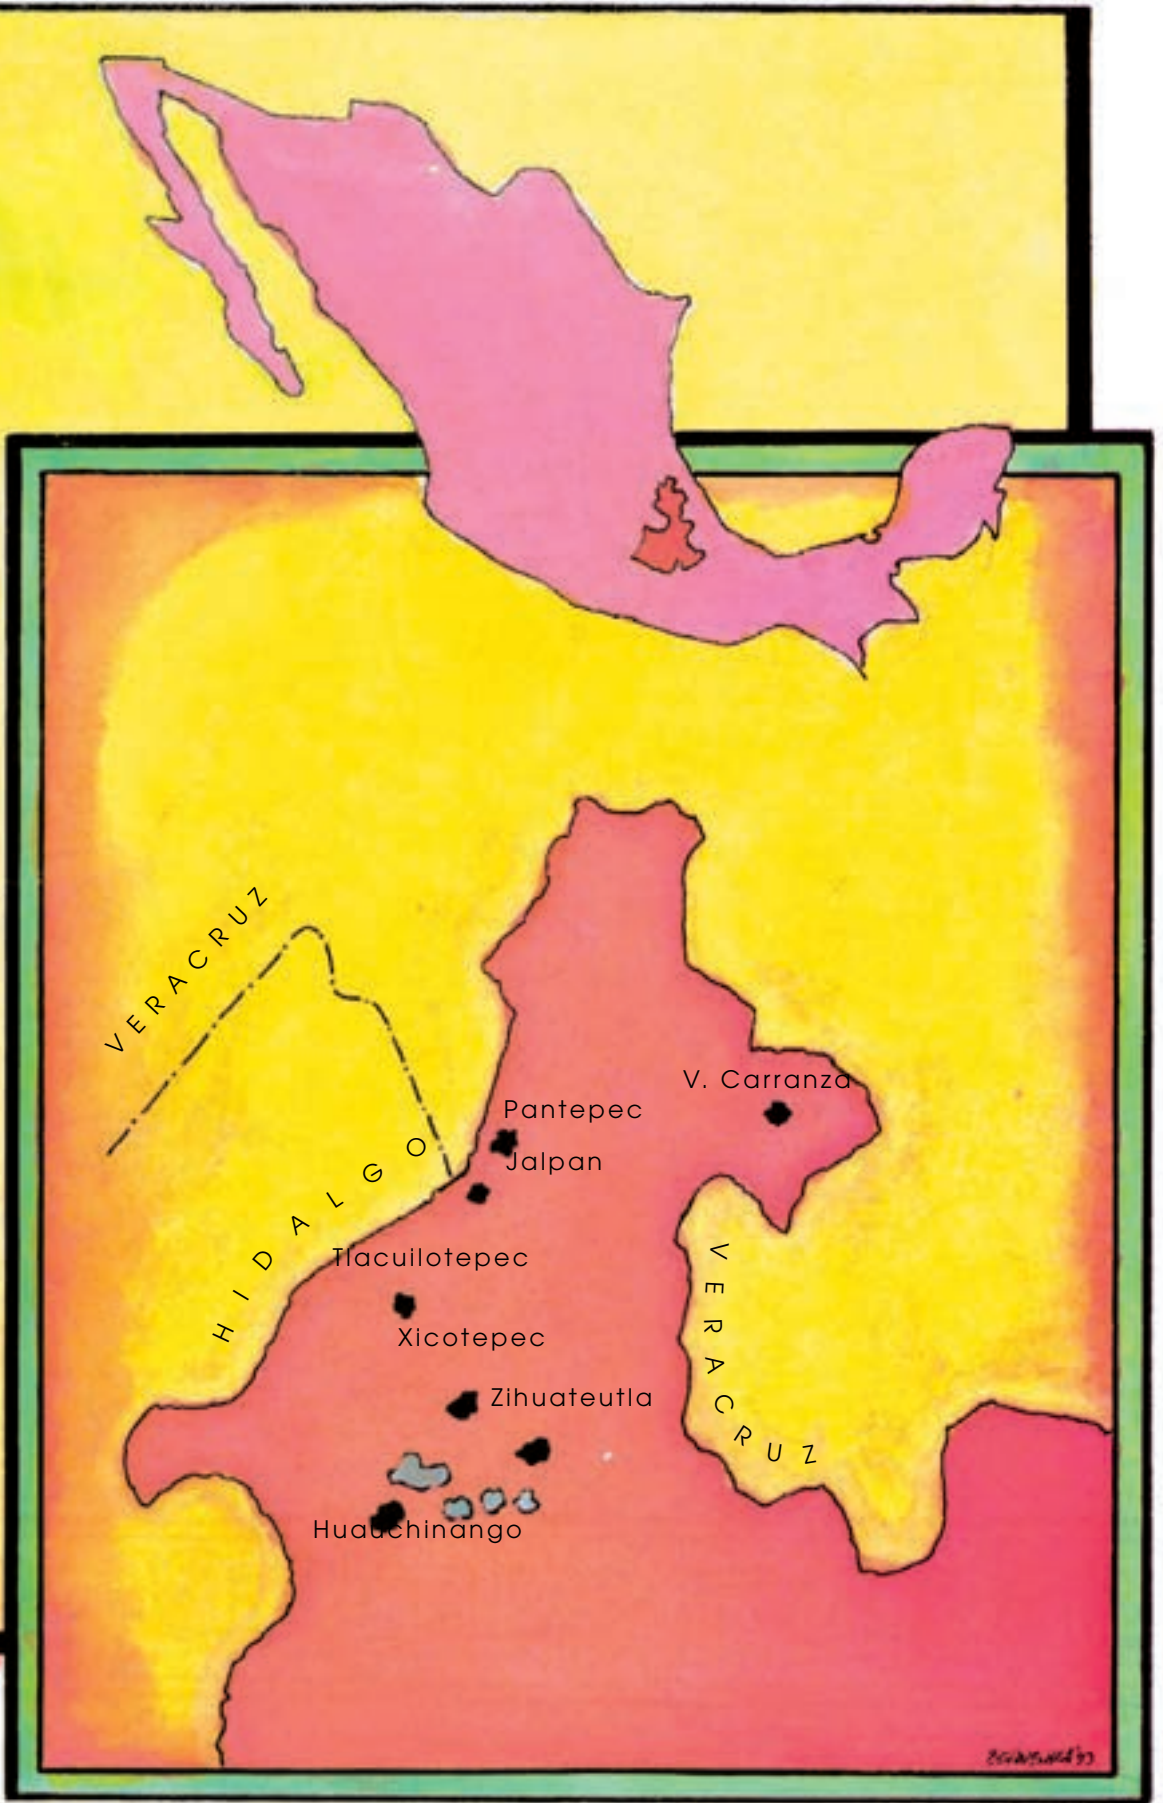 VERACRUZ
V. Carranza
Pantepec
Jalpan
HIDALGO
Tlacuilotepec
VERACRUZ
Xicotepec
Zihuateutla
Huauchinango